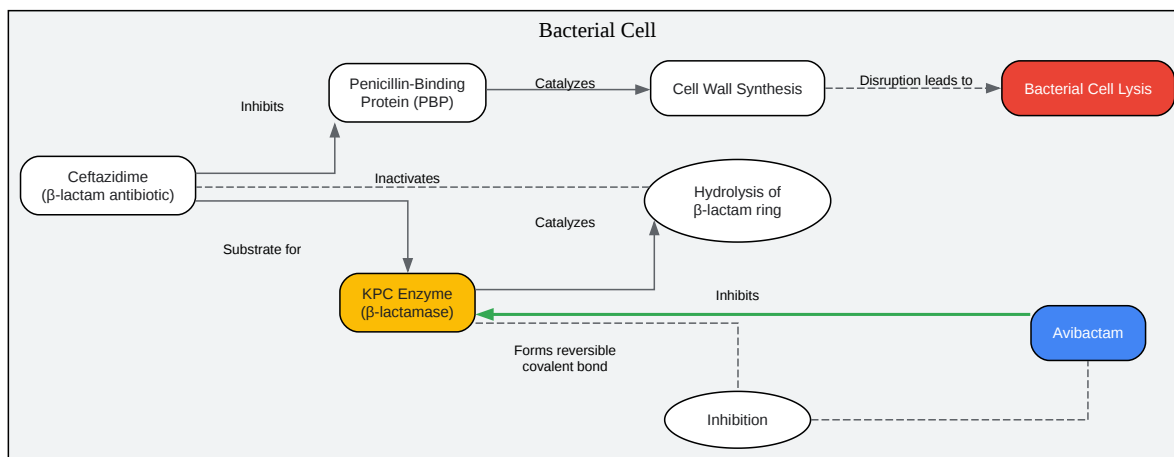 Bacterial Cell
Penicillin-Binding
Protein (PBP)
Catalyzes
Cell Wall Synthesis
Disruption leads to
Bacterial Cell Lysis
Inhibits
Ceftazidime
(β-lactam antibiotic)
Inactivates
Hydrolysis of
β-lactam ring
Catalyzes
Substrate for
KPC Enzyme
(β-lactamase)
Inhibits
Avibactam
Forms reversible
covalent bond
Inhibition